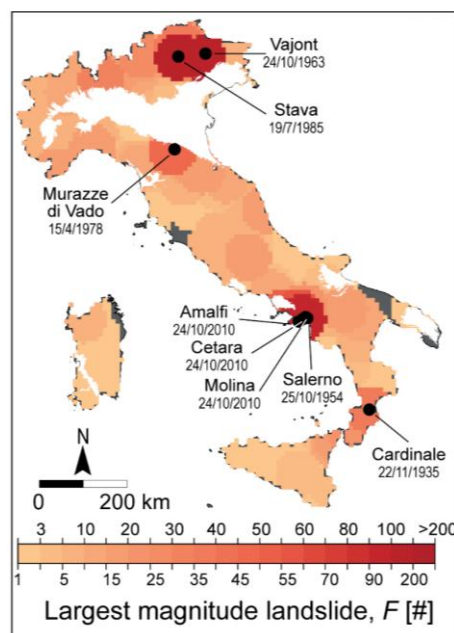 Vajont
24/10/1963
Stava
19/7/1985
Murazze
di Vado
15/4/1978
Amalfi
24/10/2010
Cetara
24/10/2010
Molina
24/10/2010
Salerno
25/10/1954
Cardinale
22/11/1935
N
0 200 km
3 10 20 30 40 50 60 80 100 >200
1 5 15 25 35 45 55 70 90 200
Largest magnitude landslide, F [#]